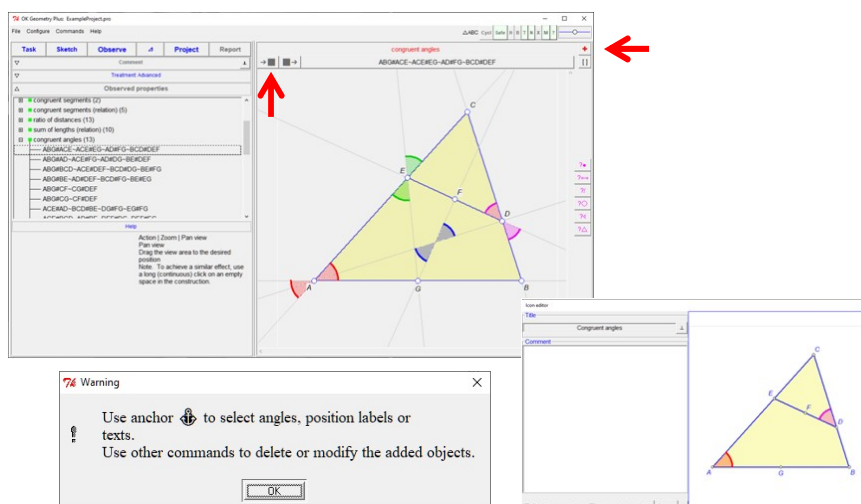 OK Geometry Plus: ExampleProject.pro
File Configure Commands Help
△ABC Cycl Safe
Task Sketch Observe Project Report
Comment
Treatment Advanced
Observed properties
congruent segments (2)
congruent segments (relation) (5)
ratio of distances (13)
sum of lengths (relation) (10)
congruent angles (13)
ABG#ACE~ACE#EG~AD#FG~BCD#DEF
ABG#AD~ACE#FG~AD#DG~BE#DEF
ABG#BCD~ACE#DEF~BCD#DG~BE#FG
ABG#BE~AD#DEF~BCD#FG~BE#EG
ABG#CF~CG#DEF
ABG#CG~CF#DEF
ACE#AD~BCD#BE~DG#FG~EG#FG
Help
Action | Zoom | Pan view
Pan view
Drag the view area to the desired
position
Note. To achieve a similar effect, use
a long (continuous) click on an empty
space in the construction.
congruent angles
ABG#ACE~ACE#EG~AD#FG~BCD#DEF
C
E
F
D
A
G
B
Icon editor
Title
Congruent angles
Comment
C
E
F
D
A
G
B
Warning
Use anchor to select angles, position labels or
texts.
Use other commands to delete or modify the added objects.
OK